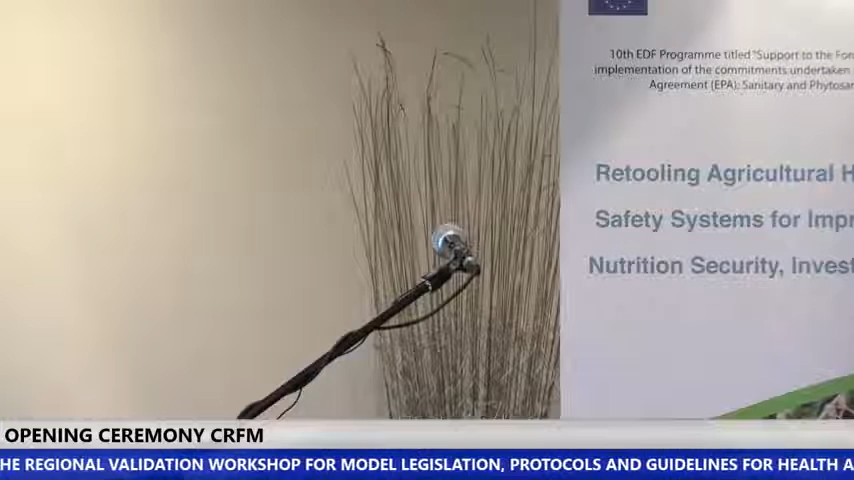 10th EDF Programme titled "Support to the For
implementation of the commitments undertaken
Agreement (EPA): Sanitary and Phytosan
Retooling Agricultural H
Safety Systems for Impr
Nutrition Security, Invest
OPENING CEREMONY CRFM
HE REGIONAL VALIDATION WORKSHOP FOR MODEL LEGISLATION, PROTOCOLS AND GUIDELINES FOR HEALTH A